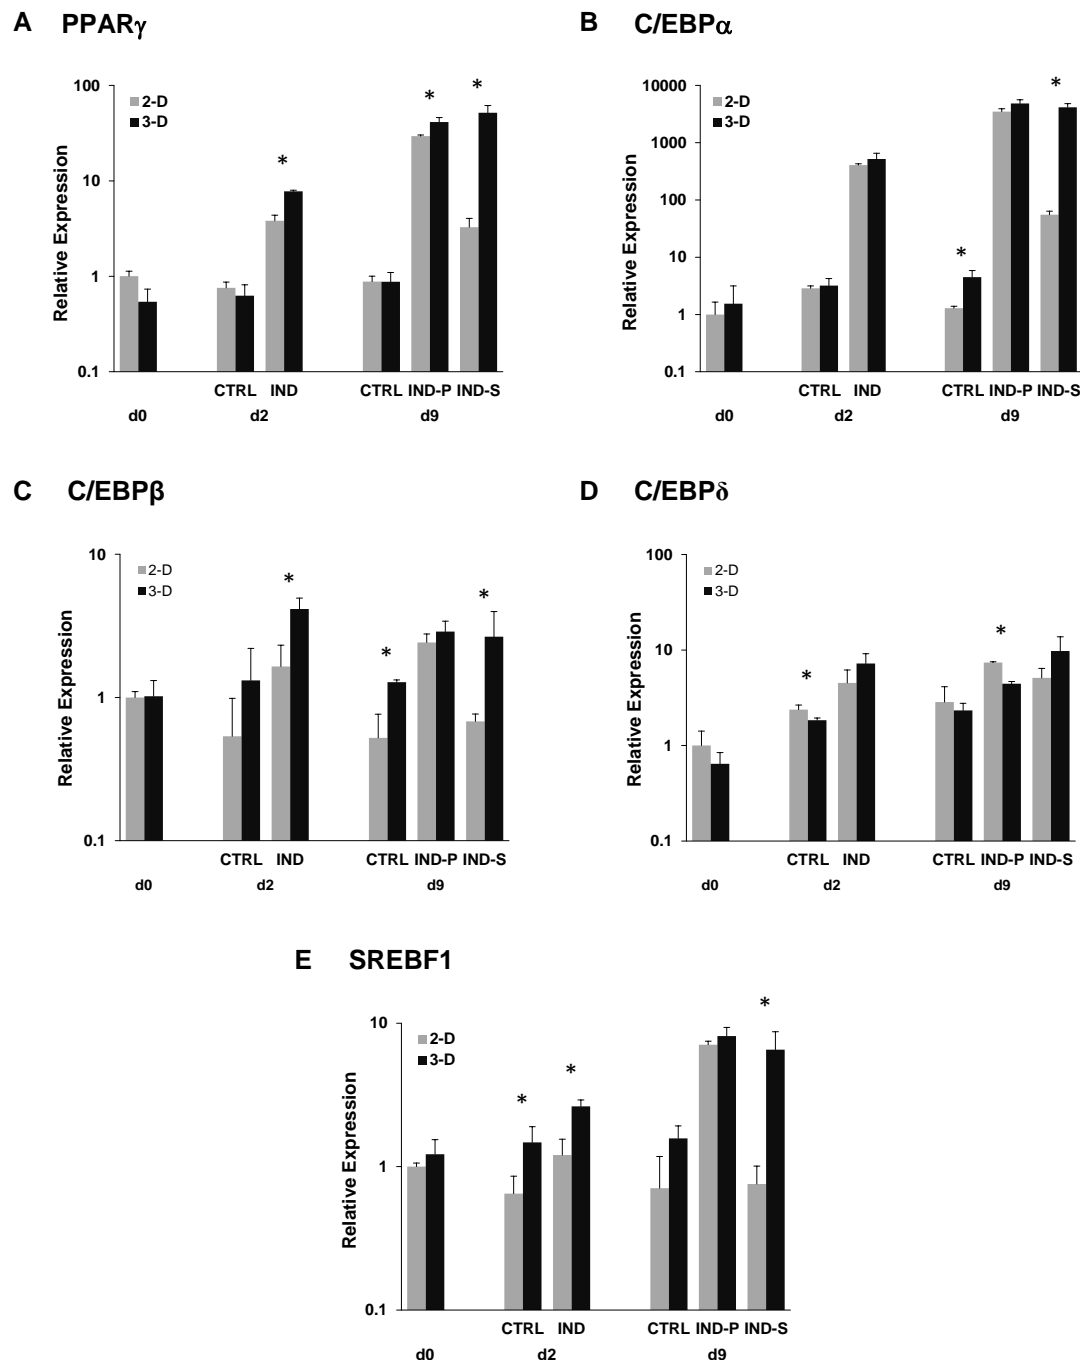 A PPARγ
100
10
1
0.1
Relative Expression
2-D
3-D
*
*
*
CTRL IND
CTRL IND-P IND-S
d0 d2 d9
B C/EBPα
10000
1000
100
10
1
0.1
Relative Expression
2-D
3-D
*
*
CTRL IND
CTRL IND-P IND-S
d0 d2 d9
C C/EBPβ
10
1
0.1
Relative Expression
2-D
3-D
*
*
*
CTRL IND
CTRL IND-P IND-S
d0 d2 d9
D C/EBPδ
100
10
1
0.1
Relative Expression
2-D
3-D
*
*
CTRL IND
CTRL IND-P IND-S
d0 d2 d9
E SREBF1
10
1
0.1
Relative Expression
2-D
3-D
*
*
*
CTRL IND
CTRL IND-P IND-S
d0 d2 d9